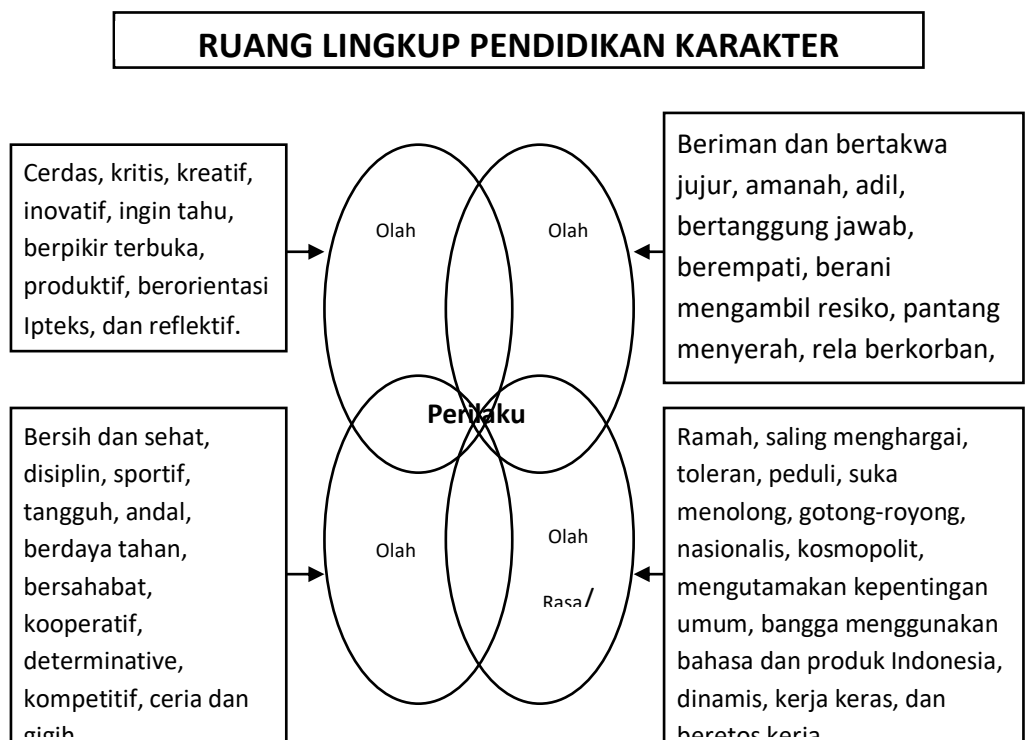 RUANG LINGKUP PENDIDIKAN KARAKTER
Cerdas, kritis, kreatif,
inovatif, ingin tahu,
berpikir terbuka,
produktif, berorientasi
Ipteks, dan reflektif.
Olah
Olah
Beriman dan bertakwa
jujur, amanah, adil,
bertanggung jawab,
berempati, berani
mengambil resiko, pantang
menyerah, rela berkorban,
Perilaku
Bersih dan sehat,
disiplin, sportif,
tangguh, andal,
berdaya tahan,
bersahabat,
kooperatif,
determinative,
kompetitif, ceria dan
gigih
Olah
Olah
Rasa/
Ramah, saling menghargai,
toleran, peduli, suka
menolong, gotong-royong,
nasionalis, kosmopolit,
mengutamakan kepentingan
umum, bangga menggunakan
bahasa dan produk Indonesia,
dinamis, kerja keras, dan
beretos kerja